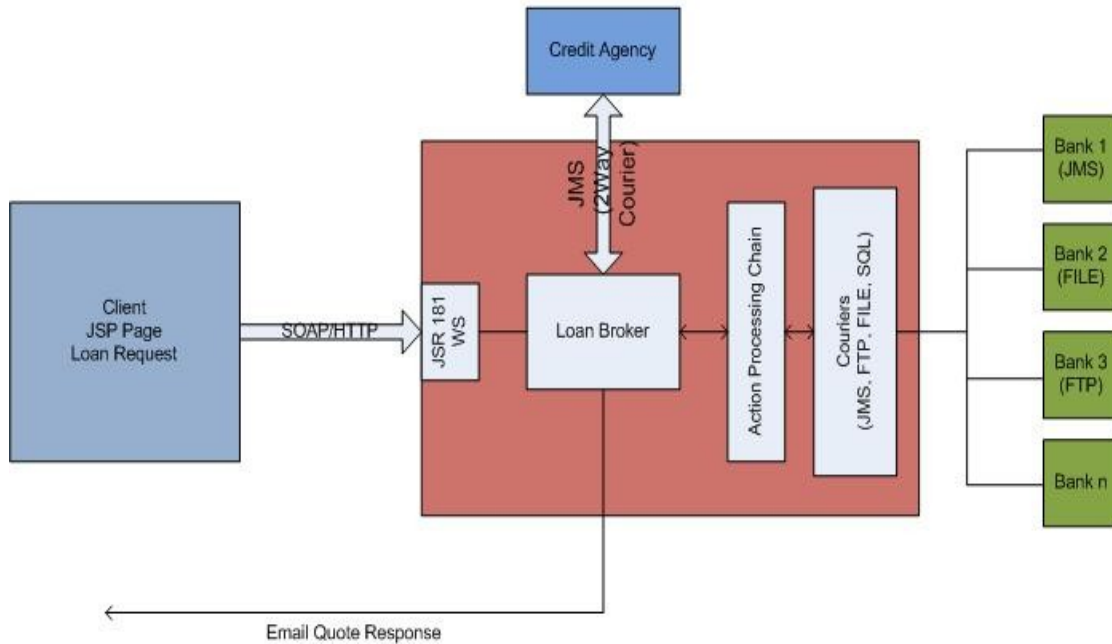 Credit Agency
JMS
(2Way
Courier)
Client
JSP Page
Loan Request
SOAP/HTTP
JSR 181
WS
Loan Broker
Action Processing Chain
Couriers
(JMS, FTP, FILE, SQL)
Bank 1
(JMS)
Bank 2
(FILE)
Bank 3
(FTP)
Bank n
Email Quote Response